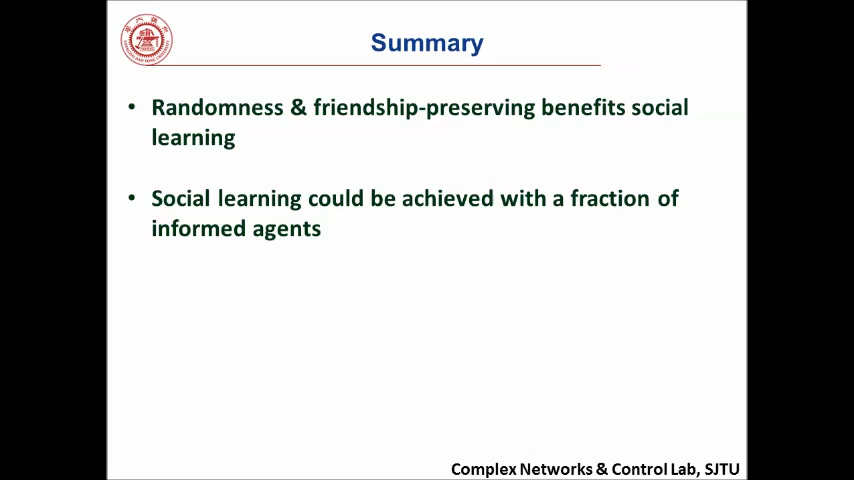 Summary
• Randomness & friendship-preserving benefits social
learning
• Social learning could be achieved with a fraction of
informed agents
Complex Networks & Control Lab, SJTU